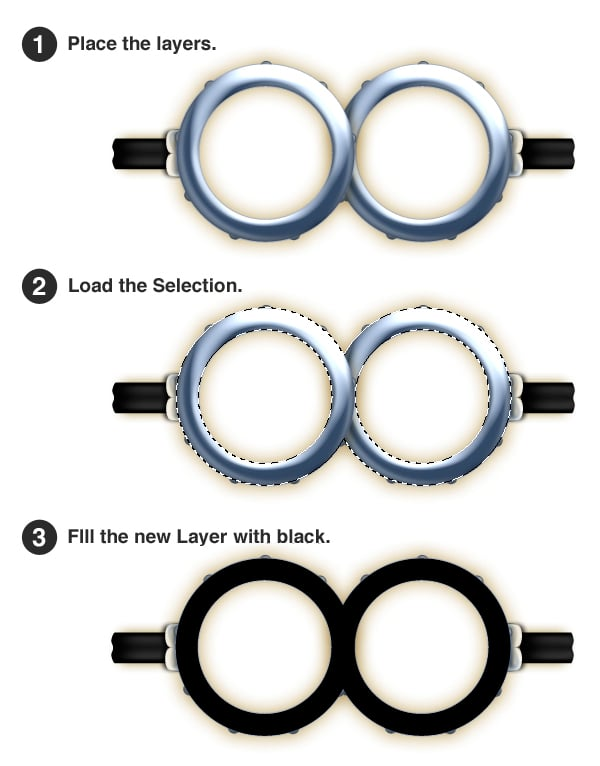 1 Place the layers.
2 Load the Selection.
3 FIll the new Layer with black.